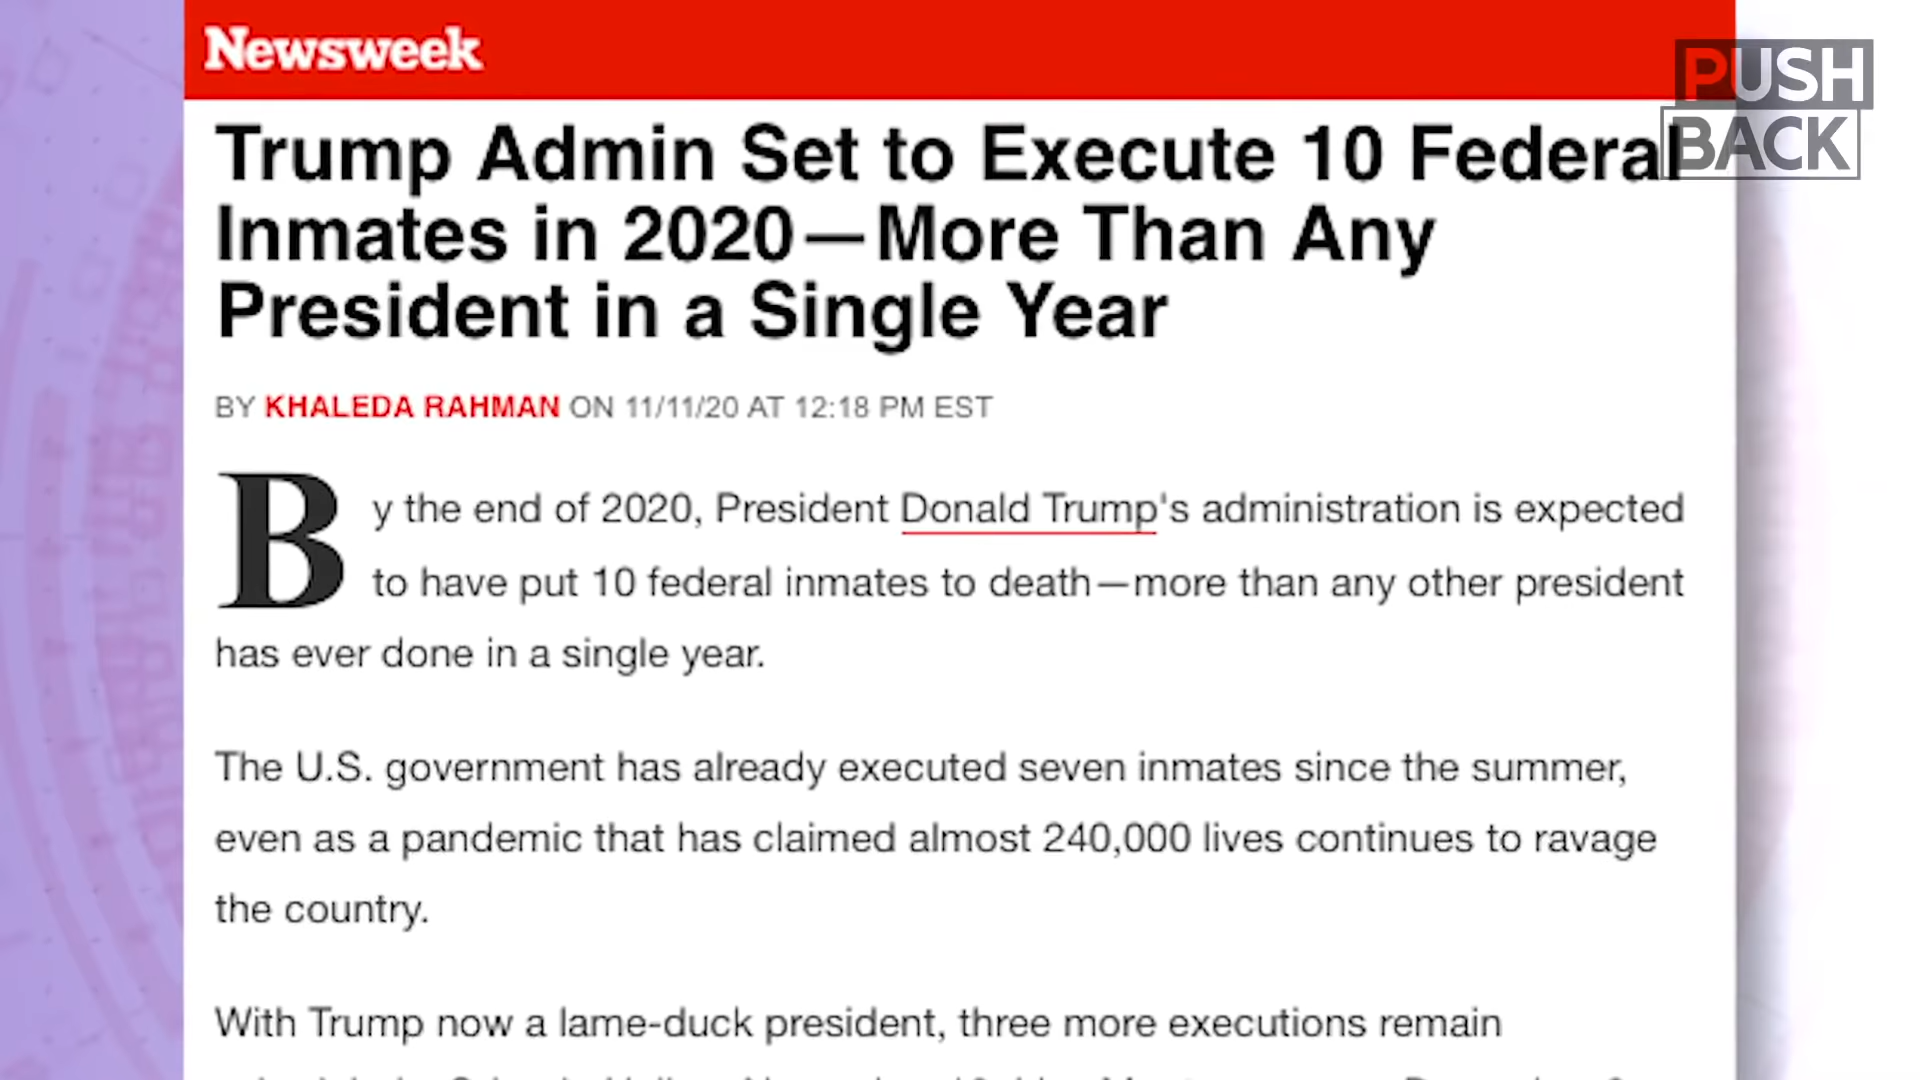 Newsweek
PUSH
BACK
Trump Admin Set to Execute 10 Federal
Inmates in 2020—More Than Any
President in a Single Year
BY KHALEDA RAHMAN ON 11/11/20 AT 12:18 PM EST
By the end of 2020, President Donald Trump's administration is expected
to have put 10 federal inmates to death—more than any other president
has ever done in a single year.
The U.S. government has already executed seven inmates since the summer,
even as a pandemic that has claimed almost 240,000 lives continues to ravage
the country.
With Trump now a lame-duck president, three more executions remain